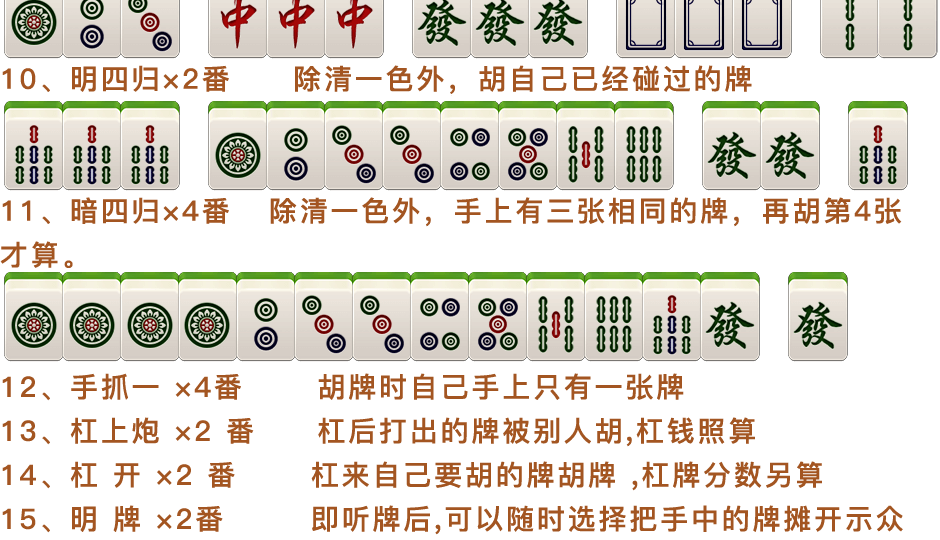 中 中 中 發 發 發
10、明四归×2番 除清一色外，胡自己已经碰过的牌
發 發
11、暗四归×4番 除清一色外，手上有三张相同的牌，再胡第4张
才算。
發 發
12、手抓一 ×4番 胡牌时自己手上只有一张牌
13、杠上炮 ×2 番 杠后打出的牌被别人胡,杠钱照算
14、杠 开 ×2 番 杠来自己要胡的牌胡牌 ,杠牌分数另算
15、明 牌 ×2番 即听牌后,可以随时选择把手中的牌摊开示众